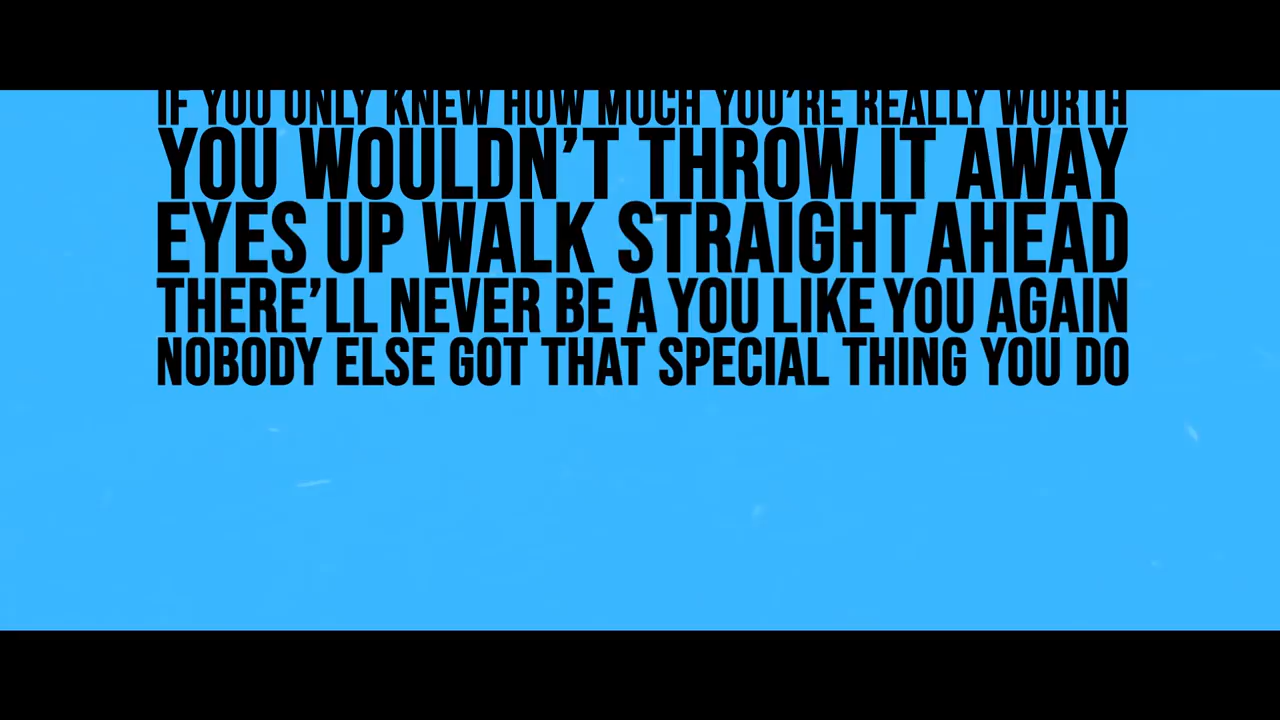 IF YOU ONLY KNEW HOW MUCH YOU’RE REALLY WORTH
YOU WOULDN’T THROW IT AWAY
EYES UP WALK STRAIGHT AHEAD
THERE’LL NEVER BE A YOU LIKE YOU AGAIN
NOBODY ELSE GOT THAT SPECIAL THING YOU DO